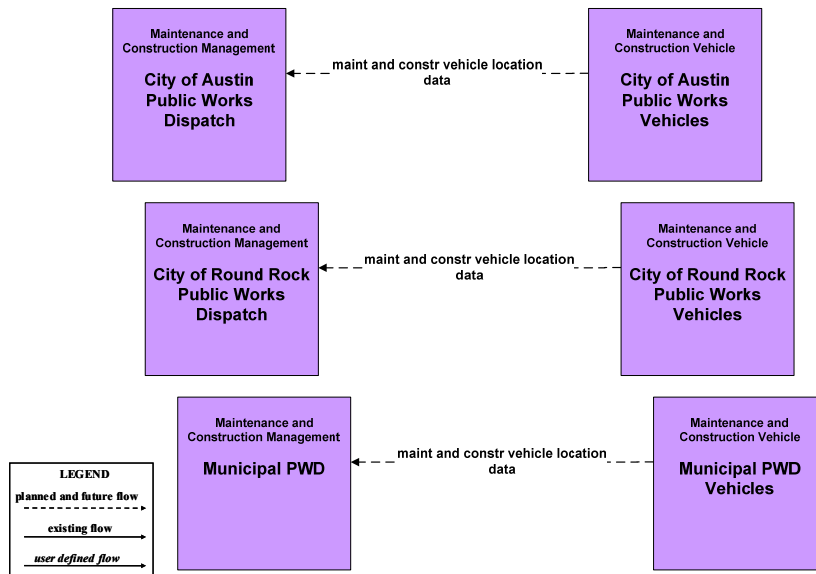 Maintenance and
Construction Management
City of Austin
Public Works
Dispatch
maint and constr vehicle location
data
Maintenance and
Construction Vehicle
City of Austin
Public Works
Vehicles
Maintenance and
Construction Management
City of Round Rock
Public Works
Dispatch
maint and constr vehicle location
data
Maintenance and
Construction Vehicle
City of Round Rock
Public Works
Vehicles
Maintenance and
Construction Management
Municipal PWD
maint and constr vehicle location
data
Maintenance and
Construction Vehicle
Municipal PWD
Vehicles
LEGEND
planned and future flow
existing flow
user defined flow